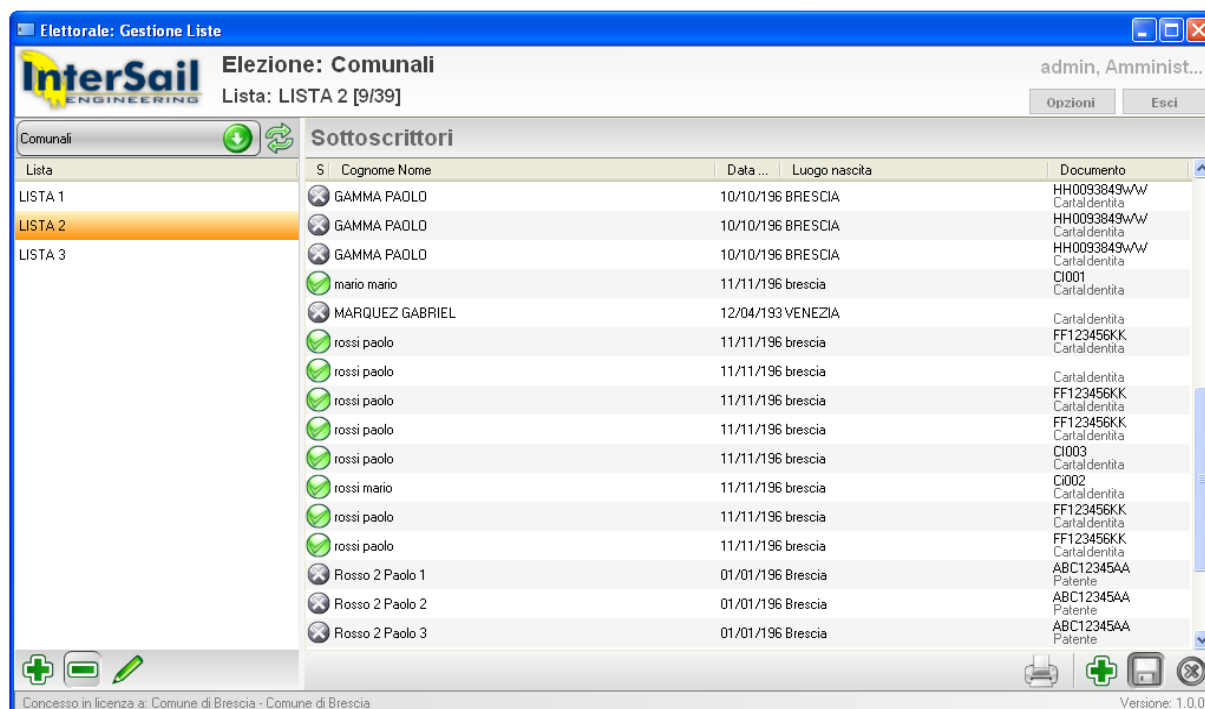 Elettorale: Gestione Liste
InterSail
ENGINEERING
Elezione: Comunali
Lista: LISTA 2 [9/39]
admin, Amminist...
Opzioni Esci
Comunali
Sottoscrittori
Lista
S Cognome Nome Data ... Luogo nascita Documento
LISTA 1
LISTA 2
LISTA 3
GAMMA PAOLO 10/10/196 BRESCIA HH0093849WW
CartaIdentita
GAMMA PAOLO 10/10/196 BRESCIA HH0093849WW
CartaIdentita
GAMMA PAOLO 10/10/196 BRESCIA HH0093849WW
CartaIdentita
mario mario 11/11/196 brescia CI001
CartaIdentita
MARQUEZ GABRIEL 12/04/193 VENEZIA
CartaIdentita
rossi paolo 11/11/196 brescia FF123456KK
CartaIdentita
rossi paolo 11/11/196 brescia
CartaIdentita
rossi paolo 11/11/196 brescia FF123456KK
CartaIdentita
rossi paolo 11/11/196 brescia FF123456KK
CartaIdentita
rossi paolo 11/11/196 brescia CI003
CartaIdentita
rossi mario 11/11/196 brescia Ci002
CartaIdentita
rossi paolo 11/11/196 brescia FF123456KK
CartaIdentita
rossi paolo 11/11/196 brescia FF123456KK
CartaIdentita
Rosso 2 Paolo 1 01/01/196 Brescia ABC12345AA
Patente
Rosso 2 Paolo 2 01/01/196 Brescia ABC12345AA
Patente
Rosso 2 Paolo 3 01/01/196 Brescia ABC12345AA
Patente
Concesso in licenza a: Comune di Brescia - Comune di Brescia
Versione: 1.0.0